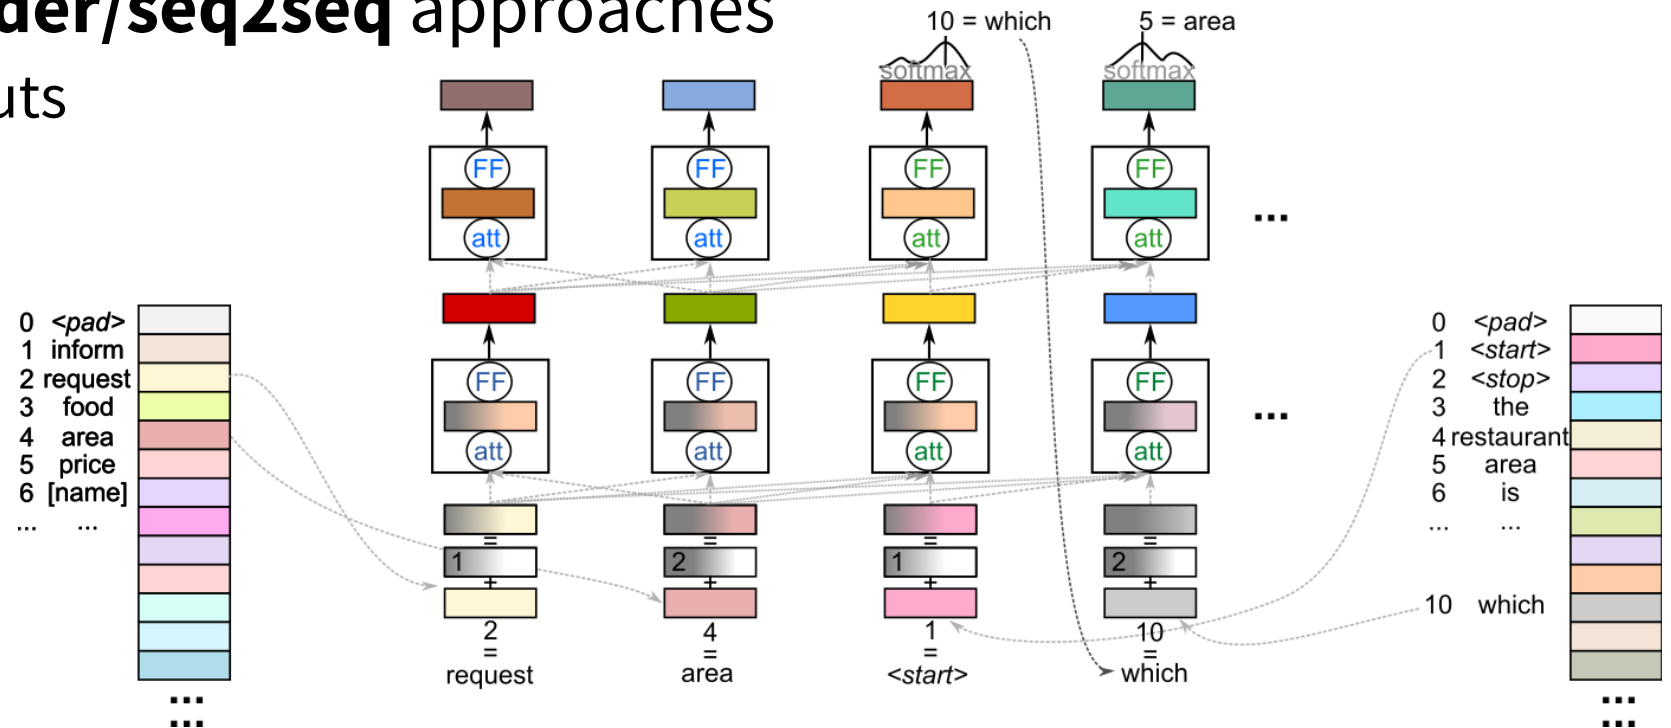 der/seq2seq approaches
uts
10 = which
5 = area
softmax
softmax
FF
FF
FF
FF
att
att
att
att
...
FF
FF
FF
FF
att
att
att
att
...
0 <pad>
1 inform
2 request
3 food
4 area
5 price
6 [name]
... ...
...
...
=
=
=
=
1
2
1
2
+
+
+
+
2
4
1
10
=
=
=
=
request
area
<start>
which
0 <pad>
1 <start>
2 <stop>
3 the
4 restaurant
5 area
6 is
... ...
10 which
...
...